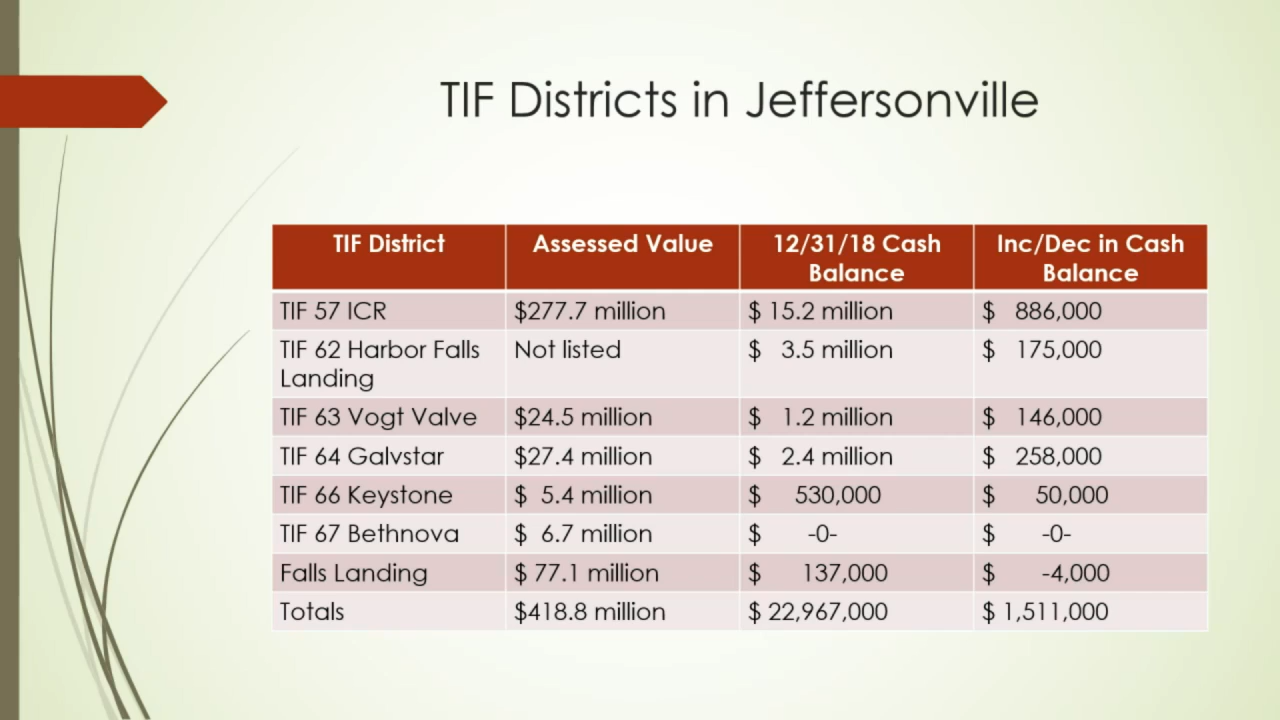 TIF Districts in Jeffersonville
TIF District Assessed Value 12/31/18 Cash Balance Inc/Dec in Cash Balance
TIF 57 ICR $277.7 million $ 15.2 million $ 886,000
TIF 62 Harbor Falls Landing Not listed $ 3.5 million $ 175,000
TIF 63 Vogt Valve $24.5 million $ 1.2 million $ 146,000
TIF 64 Galvstar $27.4 million $ 2.4 million $ 258,000
TIF 66 Keystone $ 5.4 million $ 530,000 $ 50,000
TIF 67 Bethnova $ 6.7 million $ -0- $ -0-
Falls Landing $ 77.1 million $ 137,000 $ -4,000
Totals $418.8 million $ 22,967,000 $ 1,511,000